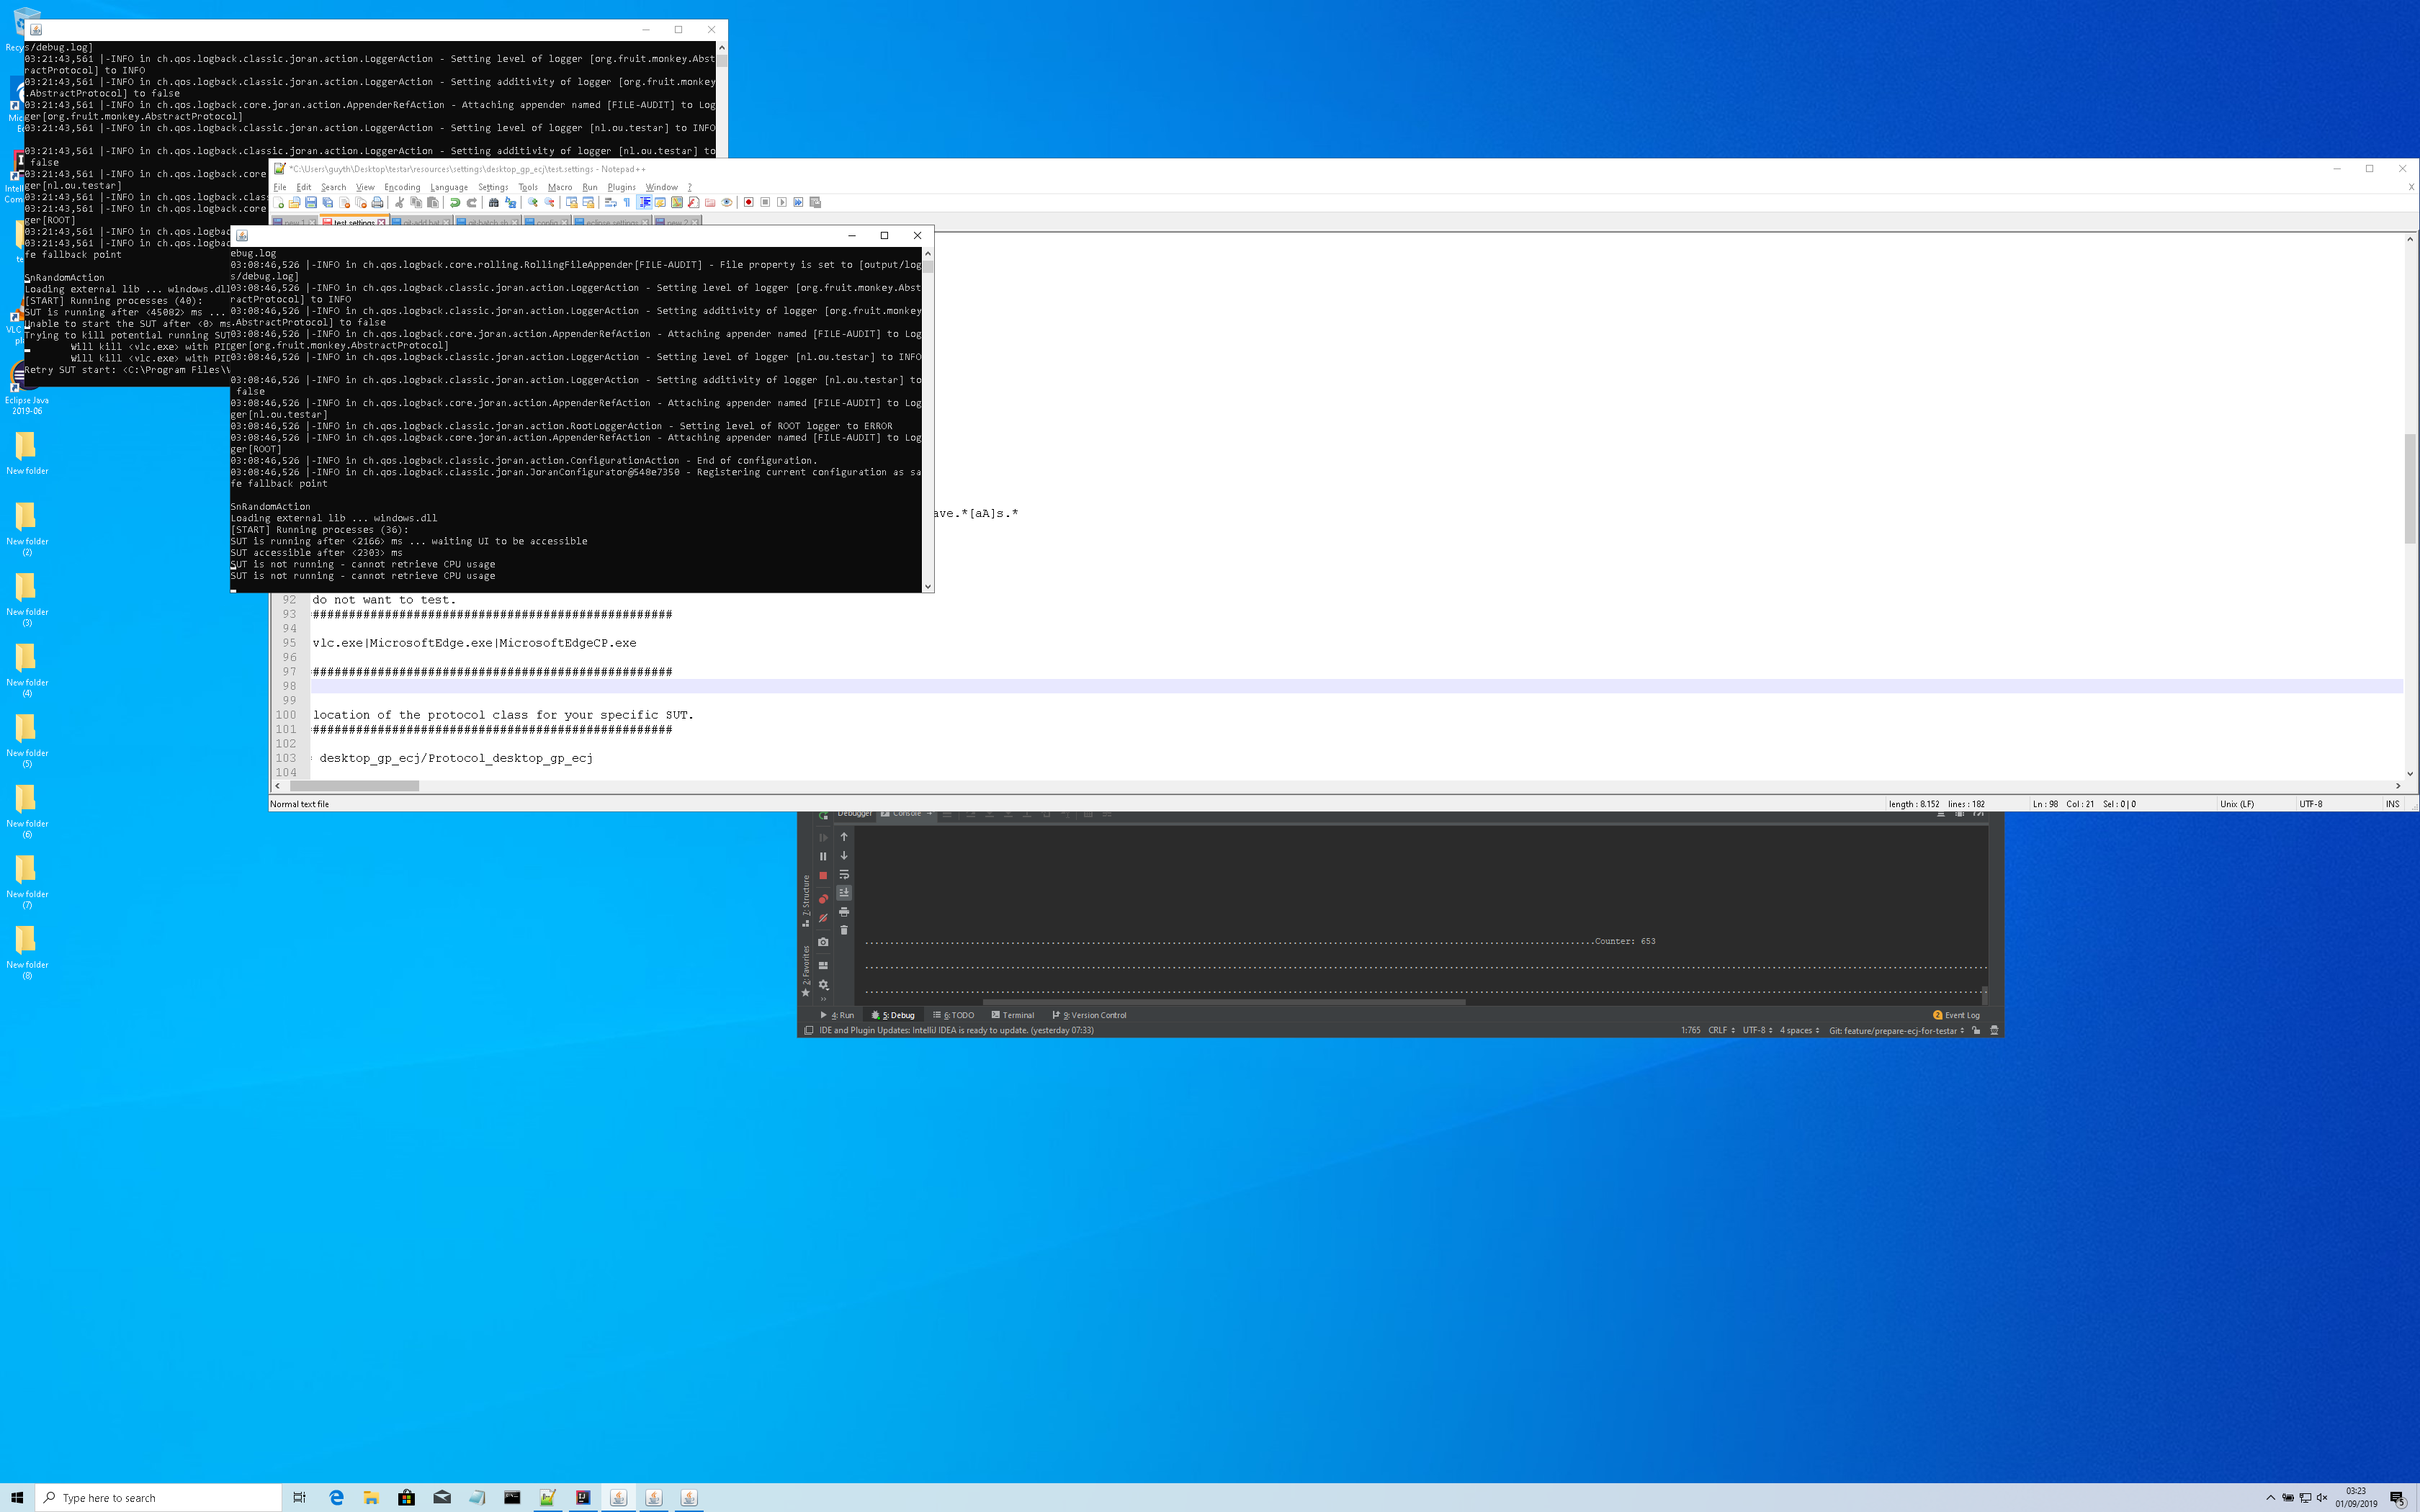 s/debug.log]
03:21:43,561 |-INFO in ch.qos.logback.classic.joran.action.LoggerAction - Setting level of logger [org.fruit.monkey.Abst
ractProtocol] to INFO
03:21:43,561 |-INFO in ch.qos.logback.classic.joran.action.LoggerAction - Setting additivity of logger [org.fruit.monkey
.AbstractProtocol] to false
03:21:43,561 |-INFO in ch.qos.logback.core.joran.action.AppenderRefAction - Attaching appender named [FILE-AUDIT] to Log
ger[org.fruit.monkey.AbstractProtocol]
03:21:43,561 |-INFO in ch.qos.logback.classic.joran.action.LoggerAction - Setting level of logger [nl.ou.testar] to INFO
03:21:43,561 |-INFO in ch.qos.logback.classic.joran.action.LoggerAction - Setting additivity of logger [nl.ou.testar] to
false
03:21:43,561 |-INFO in ch.qos.logback.core
ger[nl.ou.testar]
03:21:43,561 |-INFO in ch.qos.logback.clas
03:21:43,561 |-INFO in ch.qos.logback.core
ger[ROOT]
03:21:43,561 |-INFO in ch.qos.logba
03:21:43,561 |-INFO in ch.qos.logba
fe fallback point
SnRandomAction
Loading external lib ... windows.dll
[START] Running processes (40):
SUT is running after <45082> ms ...
Unable to start the SUT after <0> ms
Trying to kill potential running SUT
Will kill <vlc.exe> with PID
Will kill <vlc.exe> with PID
Retry SUT start: <C:\Program Files\V
*C:\Users\guyth\Desktop\testar\resources\settings\desktop_gp_ecj\test.settings - Notepad++
File Edit Search View Encoding Language Settings Tools Macro Run Plugins Window ?
X
new 1 test.settings config eclipse.settings new 2
ebug.log
03:08:46,526 |-INFO in ch.qos.logback.core.rolling.RollingFileAppender[FILE-AUDIT] - File property is set to [output/log
s/debug.log]
03:08:46,526 |-INFO in ch.qos.logback.classic.joran.action.LoggerAction - Setting level of logger [org.fruit.monkey.Abst
ractProtocol] to INFO
03:08:46,526 |-INFO in ch.qos.logback.classic.joran.action.LoggerAction - Setting additivity of logger [org.fruit.monkey
.AbstractProtocol] to false
03:08:46,526 |-INFO in ch.qos.logback.core.joran.action.AppenderRefAction - Attaching appender named [FILE-AUDIT] to Log
ger[org.fruit.monkey.AbstractProtocol]
03:08:46,526 |-INFO in ch.qos.logback.classic.joran.action.LoggerAction - Setting level of logger [nl.ou.testar] to INFO
03:08:46,526 |-INFO in ch.qos.logback.classic.joran.action.LoggerAction - Setting additivity of logger [nl.ou.testar] to
false
03:08:46,526 |-INFO in ch.qos.logback.core.joran.action.AppenderRefAction - Attaching appender named [FILE-AUDIT] to Log
ger[nl.ou.testar]
03:08:46,526 |-INFO in ch.qos.logback.classic.joran.action.RootLoggerAction - Setting level of ROOT logger to ERROR
03:08:46,526 |-INFO in ch.qos.logback.core.joran.action.AppenderRefAction - Attaching appender named [FILE-AUDIT] to Log
ger[ROOT]
03:08:46,526 |-INFO in ch.qos.logback.classic.joran.action.ConfigurationAction - End of configuration.
03:08:46,526 |-INFO in ch.qos.logback.classic.joran.JoranConfigurator@548e7350 - Registering current configuration as sa
fe fallback point
SnRandomAction
Loading external lib ... windows.dll
[START] Running processes (36):
SUT is running after <2166> ms ... waiting UI to be accessible
SUT accessible after <2303> ms
SUT is not running - cannot retrieve CPU usage
SUT is not running - cannot retrieve CPU usage
ave.*[aA]s.*
92 do not want to test.
93 ##################################################
94
95 vlc.exe|MicrosoftEdge.exe|MicrosoftEdgeCP.exe
96
97 ##################################################
98
99
100 location of the protocol class for your specific SUT.
101 ##################################################
102
103 = desktop_gp_ecj/Protocol_desktop_gp_ecj
104
Normal text file length : 8.152 lines : 182 Ln : 98 Col : 21 Sel : 0 | 0 Unix (LF) UTF-8 INS
Debugger Console
7: Structure
2: Favorites
Counter: 653
4: Run 5: Debug 6: TODO Terminal 9: Version Control 2 Event Log
IDE and Plugin Updates: IntelliJ IDEA is ready to update. (yesterday 07:33) 1:765 CRLF UTF-8 4 spaces Git: feature/prepare-ecj-for-testar
Eclipse Java
2019-06
New folder
New folder
(2)
New folder
(3)
New folder
(4)
New folder
(5)
New folder
(6)
New folder
(7)
New folder
(8)
Type here to search
03:23
01/09/2019
5